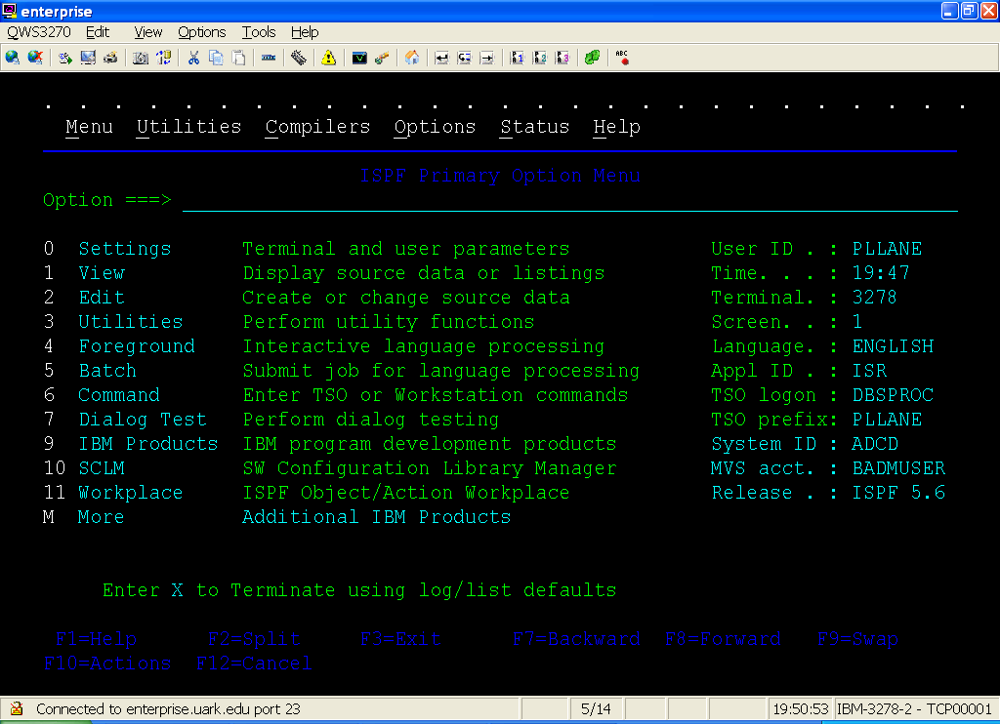 enterprise
QWS3270 Edit View Options Tools Help
. . . . . . . . . . . . . . . . . . . . . . . . . . .
Menu Utilities Compilers Options Status Help
ISPF Primary Option Menu
Option ===>
0 Settings Terminal and user parameters User ID . : PLLANE
1 View Display source data or listings Time. . . : 19:47
2 Edit Create or change source data Terminal. : 3278
3 Utilities Perform utility functions Screen. . : 1
4 Foreground Interactive language processing Language. : ENGLISH
5 Batch Submit job for language processing Appl ID . : ISR
6 Command Enter TSO or Workstation commands TSO logon : DBSPROC
7 Dialog Test Perform dialog testing TSO prefix: PLLANE
9 IBM Products IBM program development products System ID : ADCD
10 SCLM SW Configuration Library Manager MVS acct. : BADMUSER
11 Workplace ISPF Object/Action Workplace Release . : ISPF 5.6
M More Additional IBM Products
Enter X to Terminate using log/list defaults
F1=Help F2=Split F3=Exit F7=Backward F8=Forward F9=Swap
F10=Actions F12=Cancel
Connected to enterprise.uark.edu port 23 5/14 19:50:53 IBM-3278-2 - TCP00001